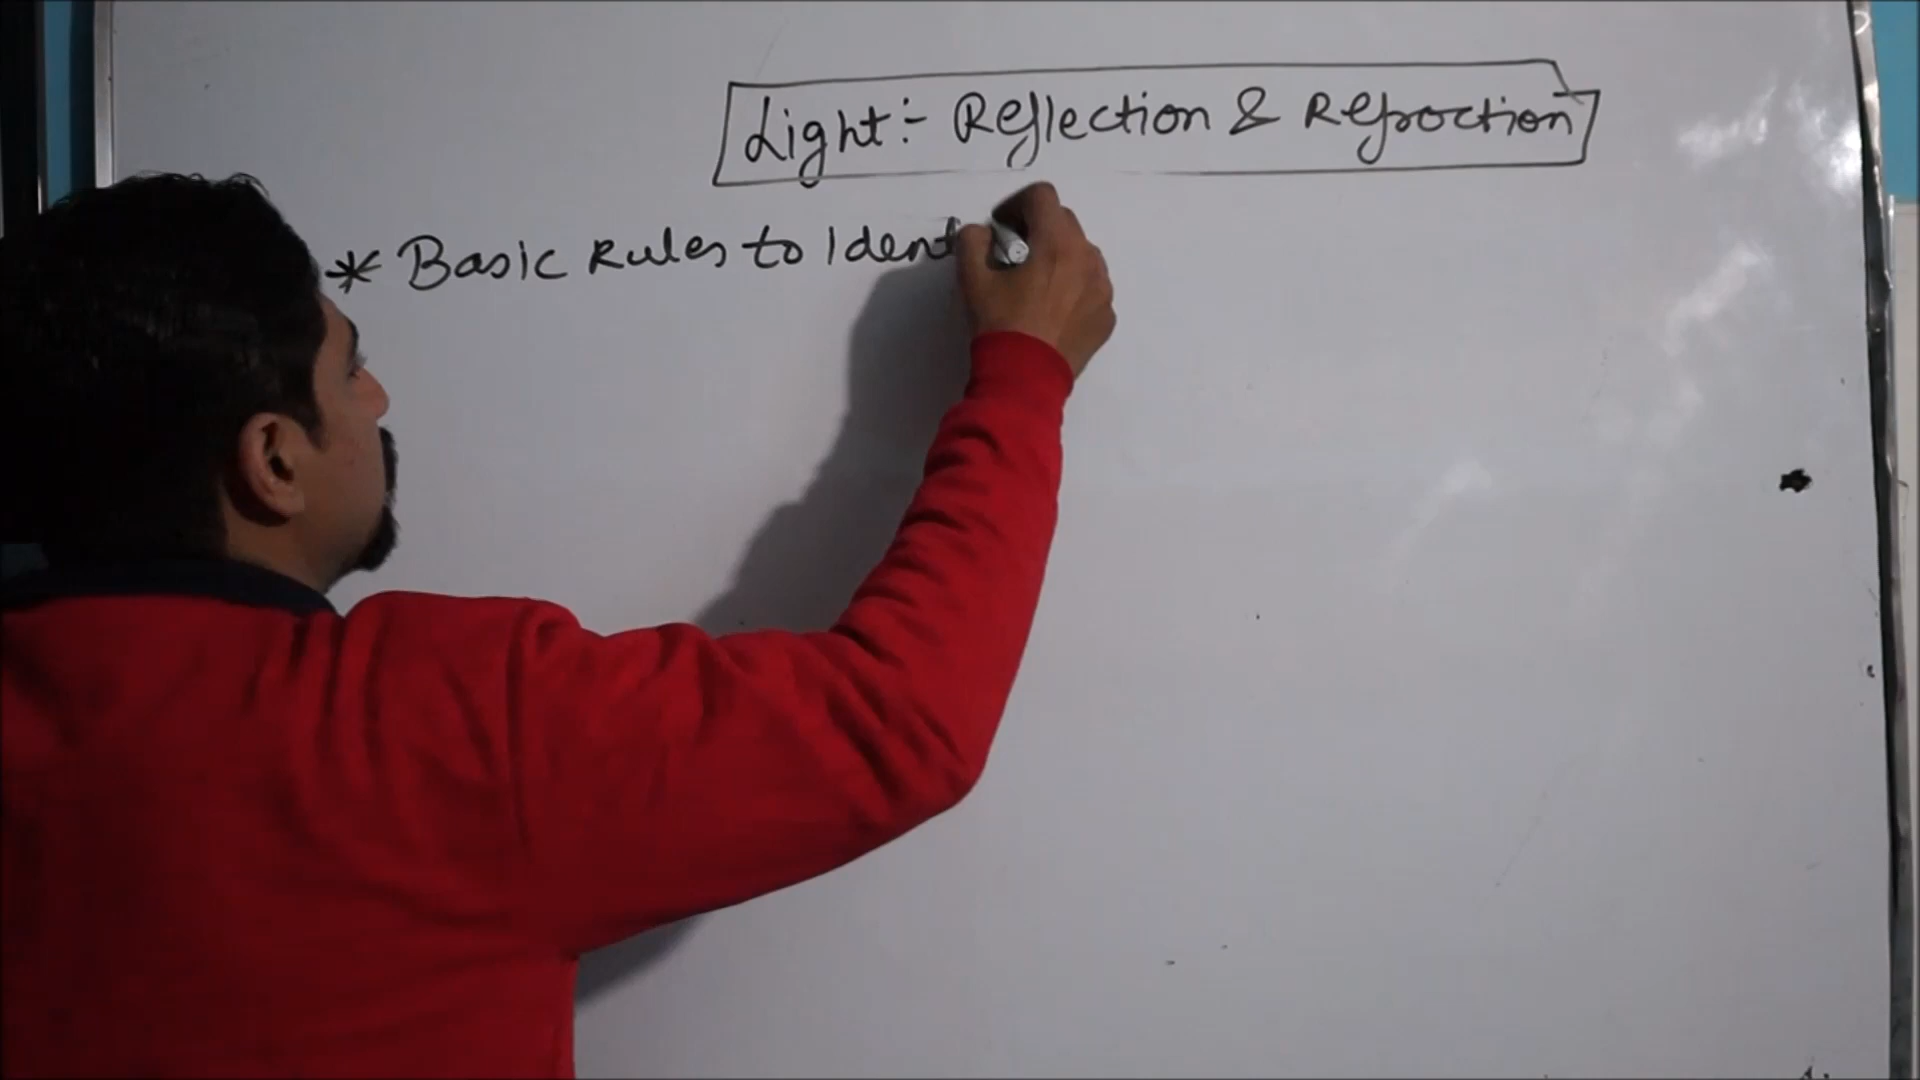 Light:- Reflection & Refraction
* Basic Rules to Ident